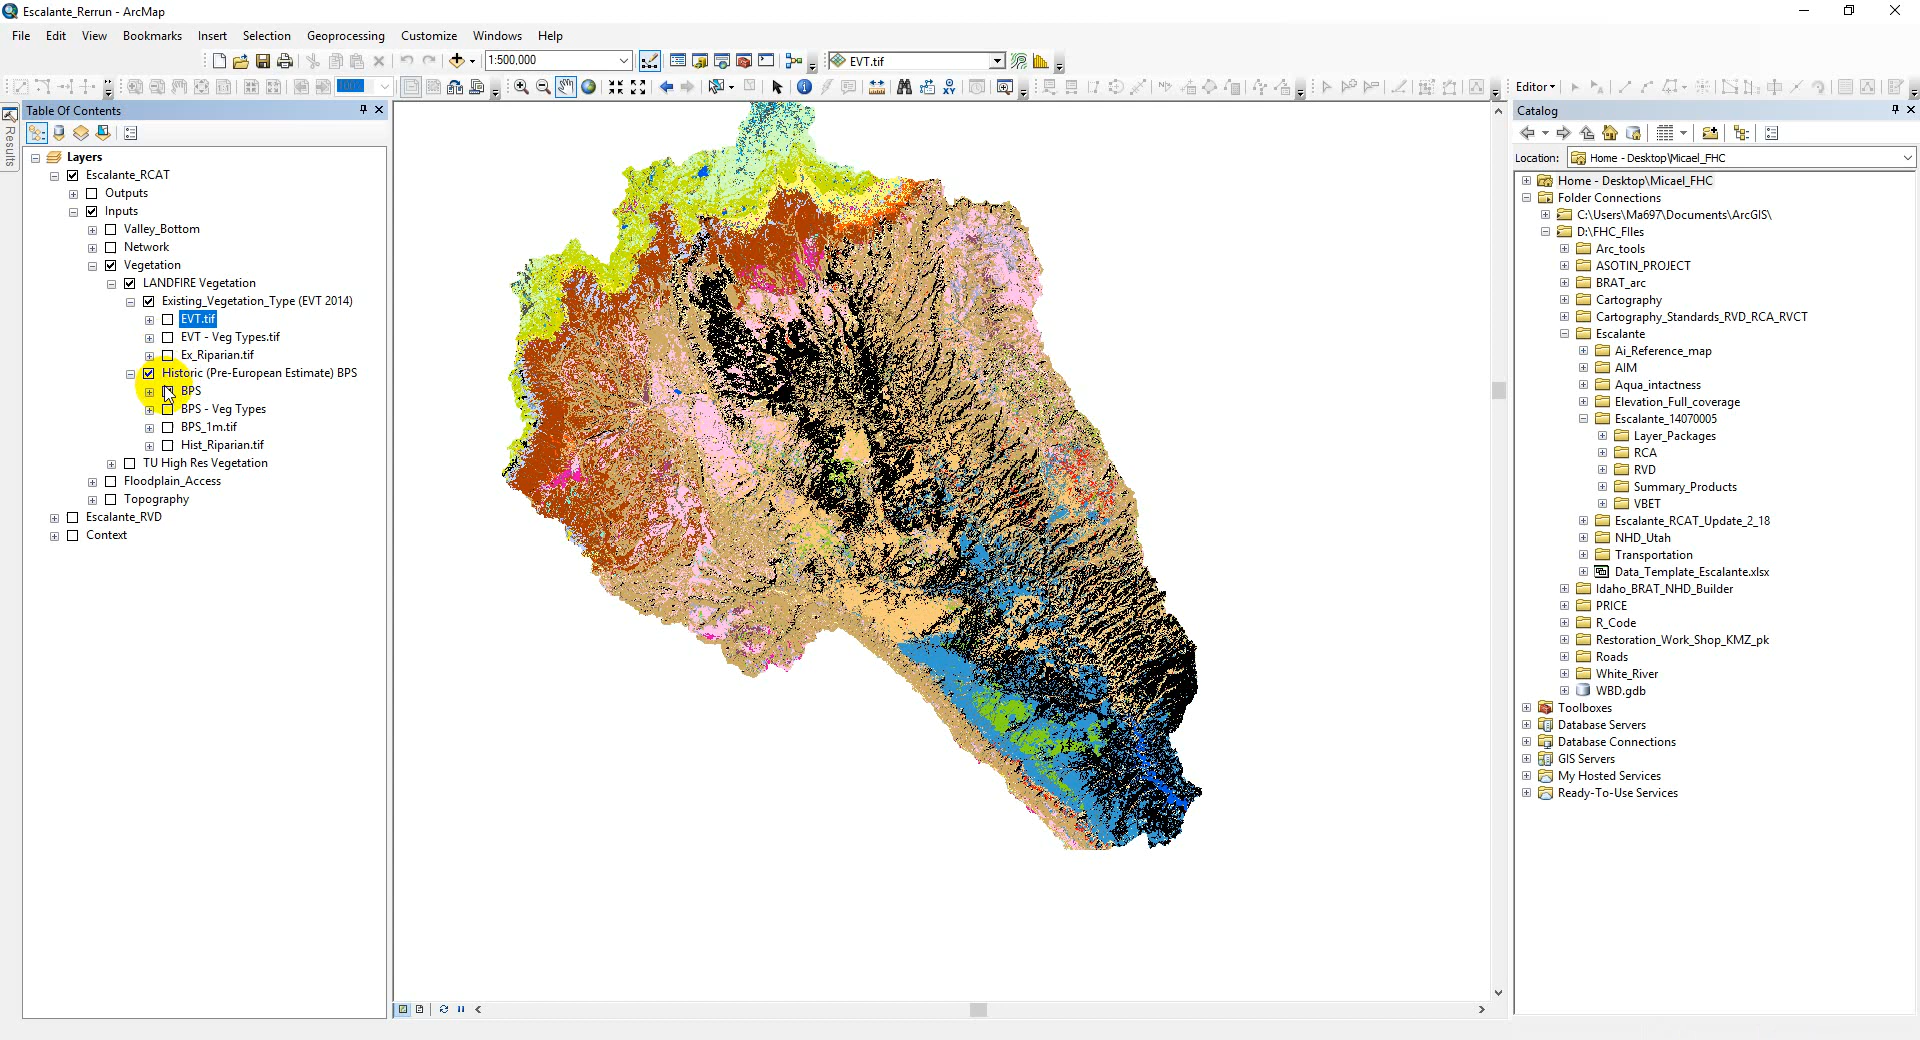 Escalante_Rerrun - ArcMap
File Edit View Bookmarks Insert Selection Geoprocessing Customize Windows Help
1:500,000
EVT.tif
Editor
Results
Table Of Contents
Layers
Escalante_RCAT
Outputs
Inputs
Valley_Bottom
Network
Vegetation
LANDFIRE Vegetation
Existing_Vegetation_Type (EVT 2014)
EVT.tif
EVT - Veg Types.tif
Ex_Riparian.tif
Historic (Pre-European Estimate) BPS
BPS
BPS - Veg Types
BPS_1m.tif
Hist_Riparian.tif
TU High Res Vegetation
Floodplain_Access
Topography
Escalante_RVD
Context
Catalog
Location: Home - Desktop\Micael_FHC
Home - Desktop\Micael_FHC
Folder Connections
C:\Users\Ma697\Documents\ArcGIS\
D:\FHC_FIles
Arc_tools
ASOTIN_PROJECT
BRAT_arc
Cartography
Cartography_Standards_RVD_RCA_RVCT
Escalante
Ai_Reference_map
AIM
Aqua_intactness
Elevation_Full_coverage
Escalante_14070005
Layer_Packages
RCA
RVD
Summary_Products
VBET
Escalante_RCAT_Update_2_18
NHD_Utah
Transportation
Data_Template_Escalante.xlsx
Idaho_BRAT_NHD_Builder
PRICE
R_Code
Restoration_Work_Shop_KMZ_pk
Roads
White_River
WBD.gdb
Toolboxes
Database Servers
Database Connections
GIS Servers
My Hosted Services
Ready-To-Use Services